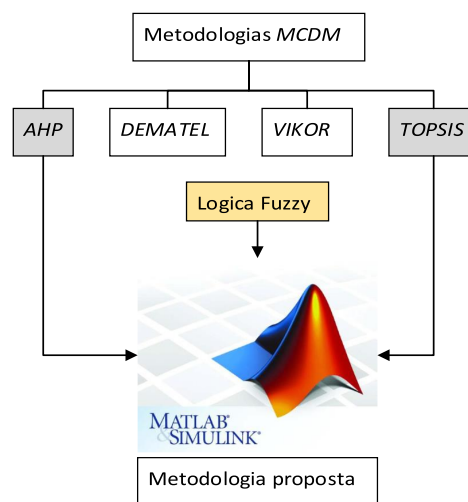 Metodologias MCDM
AHP
DEMATEL
VIKOR
TOPSIS
Logica Fuzzy
MATLAB®
&SIMULINK®
Metodologia proposta